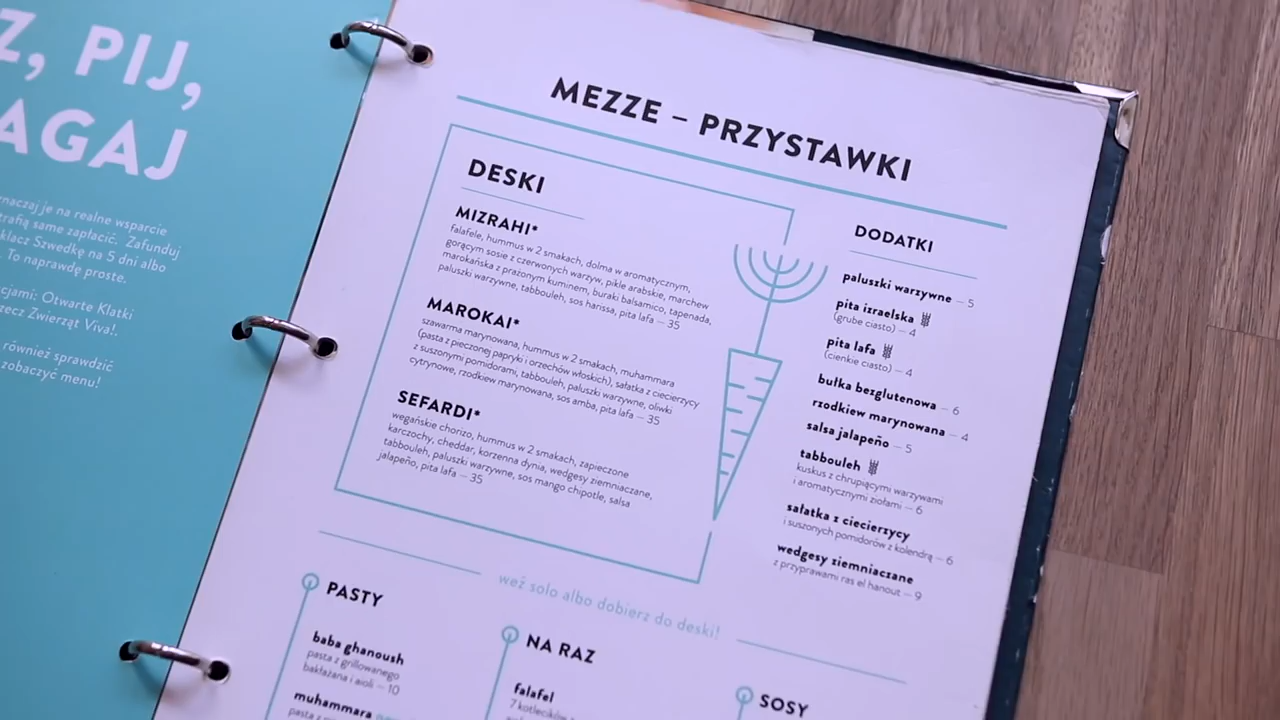 Z, PIJ,
AGAJ
znaczaj je na realne wsparcie
trafią same zapłacić. Zafunduj
klacz Szwedkę na 5 dni albo
. To naprawdę proste.
cjami: Otwarte Klatki
rzecz Zwierząt Viva!.
również sprawdzić
zobaczyć menu!
MEZZE – PRZYSTAWKI
DESKI
MIZRAHI*
falafele, hummus w 2 smakach, dolma w aromatycznym,
gorącym sosie z czerwonych warzyw, pikle arabskie, marchew
marokańska z prażonym kuminem, buraki balsamico, tapenada,
paluszki warzywne, tabbouleh, sos harissa, pita lafa – 35
MAROKAI*
szawarma marynowana, hummus w 2 smakach, muhammara
(pasta z pieczonej papryki i orzechów włoskich), sałatka z ciecierzycy
z suszonymi pomidorami, tabbouleh, paluszki warzywne, oliwki
cytrynowe, rzodkiew marynowana, sos amba, pita lafa – 35
SEFARDI*
wegańskie chorizo, hummus w 2 smakach, zapieczone
karczochy, cheddar, korzenna dynia, wedgesy ziemniaczane,
tabbouleh, paluszki warzywne, sos mango chipotle, salsa
jalapeño, pita lafa – 35
DODATKI
paluszki warzywne – 5
pita izraelska
(grube ciasto) – 4
pita lafa
(cienkie ciasto) – 4
bułka bezglutenowa – 6
rzodkiew marynowana – 4
salsa jalapeño – 5
tabbouleh
kuskus z chrupiącymi warzywami
i aromatycznymi ziołami – 6
sałatka z ciecierzycy
i suszonych pomidorów z kolendrą – 6
wedgesy ziemniaczane
z przyprawami ras el hanout – 9
weź solo albo dobierz do deski!
PASTY
baba ghanoush
pasta z grillowanego
bakłażana i aioli – 10
muhammara
pasta z
NA RAZ
falafel
7 kotlecików
SOSY